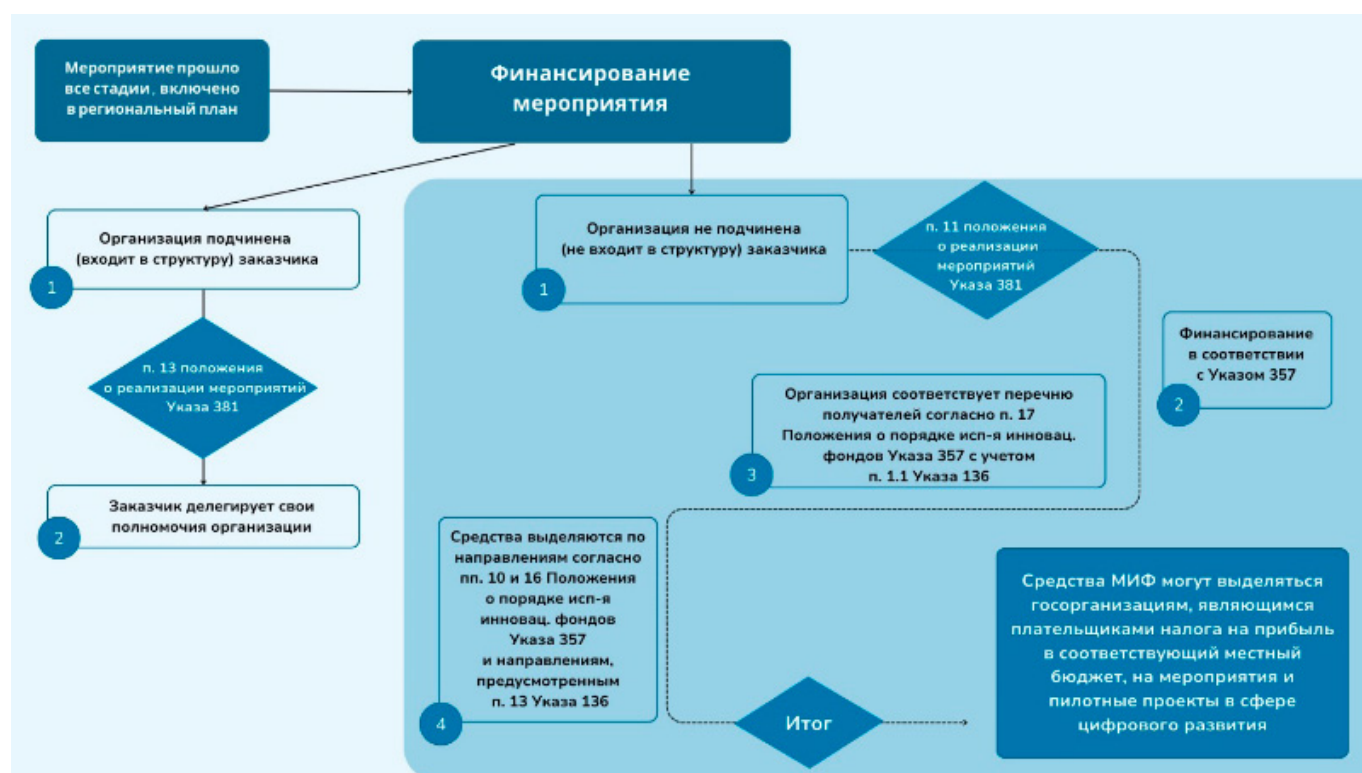 Мероприятие прошло
все стадии, включено
в региональный план
Финансирование
мероприятия
Организация подчинена
(входит в структуру) заказчика
1
п. 13 положения
о реализации мероприятий
Указа 381
Заказчик делегирует свои
полномочия организации
2
Организация не подчинена
(не входит в структуру) заказчика
1
п. 11 положения
о реализации
мероприятий
Указа 381
Финансирование
в соответствии
с Указом 357
2
Организация соответствует перечню
получателей согласно п. 17
Положения о порядке исп-я инновац.
фондов Указа 357 с учетом
п. 1.1 Указа 136
3
Средства выделяются по
направлениям согласно
пп. 10 и 16 Положения
о порядке исп-я
инновац. фондов
Указа 357
и направлениям,
предусмотренным
п. 13 Указа 136
4
Итог
Средства МИФ могут выделяться
госорганизациям, являющимся
плательщиками налога на прибыль
в соответствующий местный
бюджет, на мероприятия и
пилотные проекты в сфере
цифрового развития